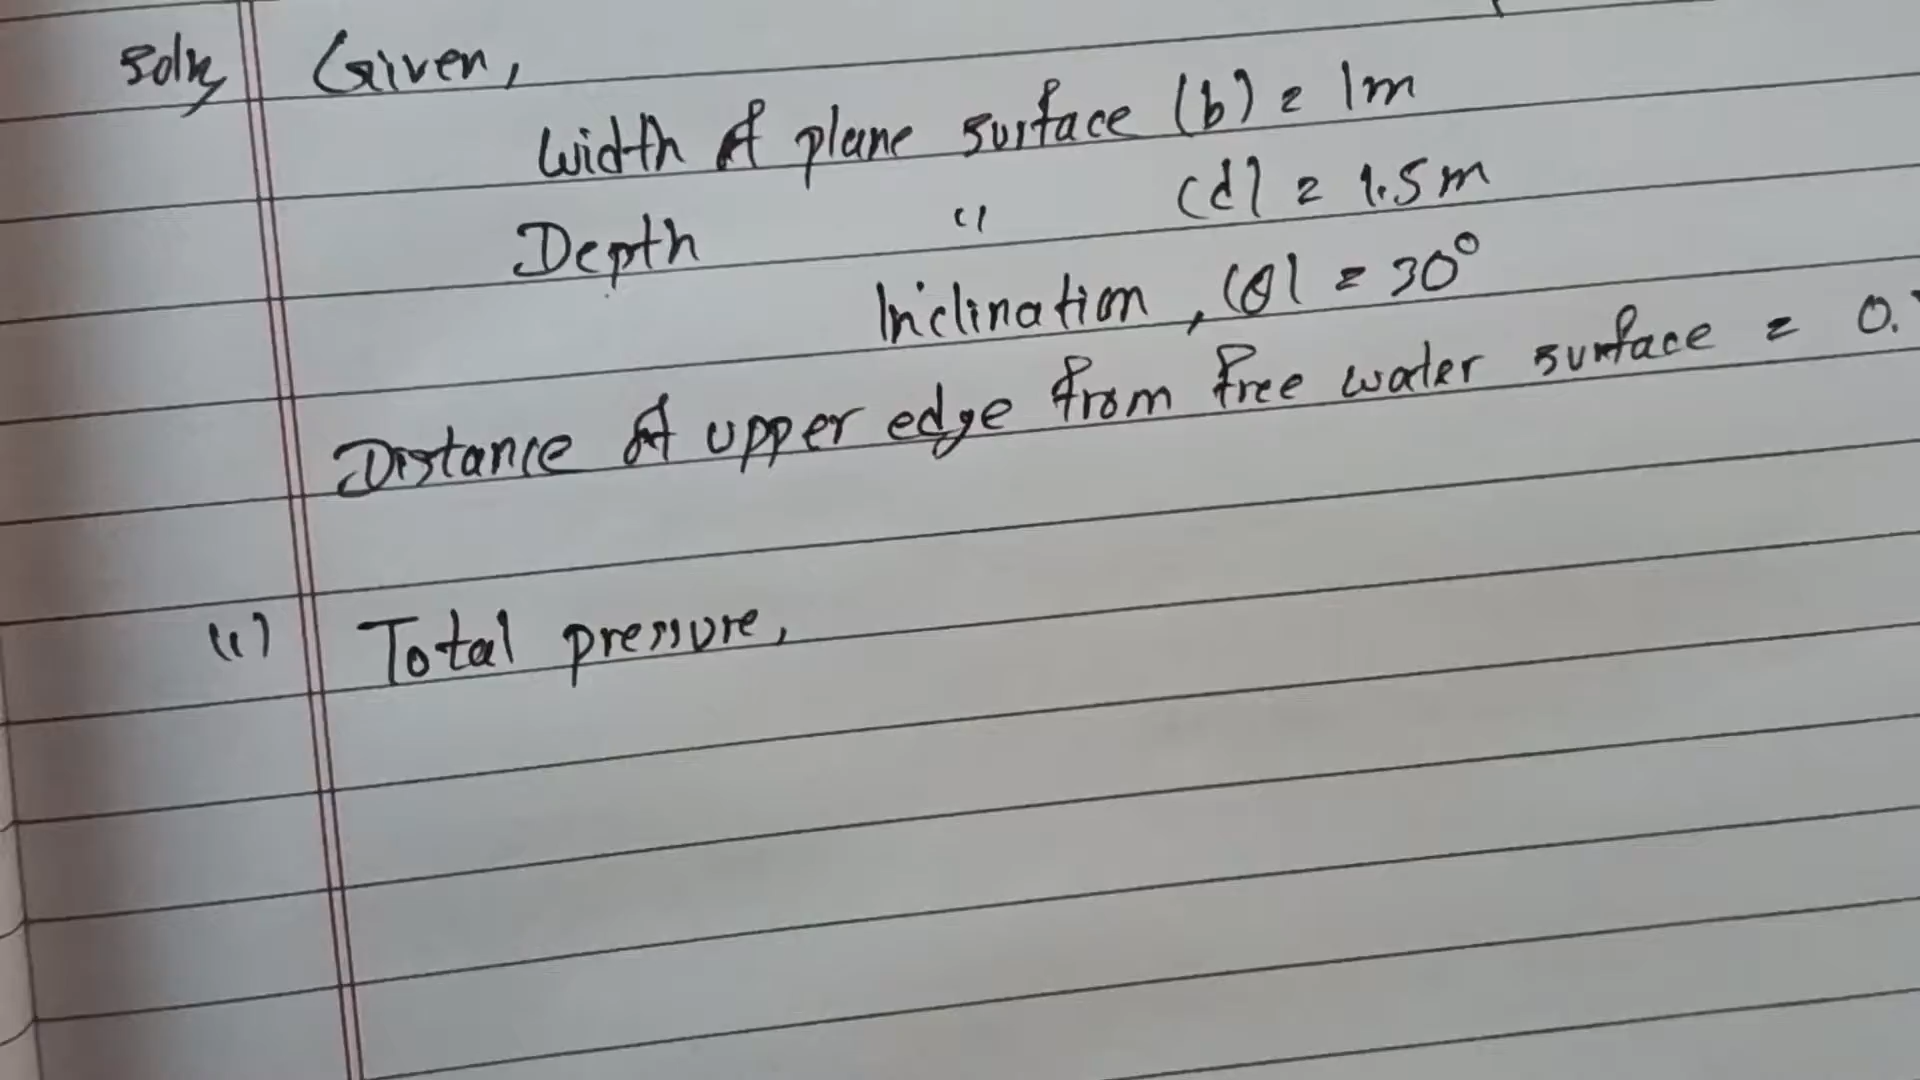 Soln Given,
Width of plane surface (b) = 1m
Depth " (d) = 1.5m
Inclination, (θ) = 30°
Distance of upper edge from free water surface = 0.
(i) Total pressure,